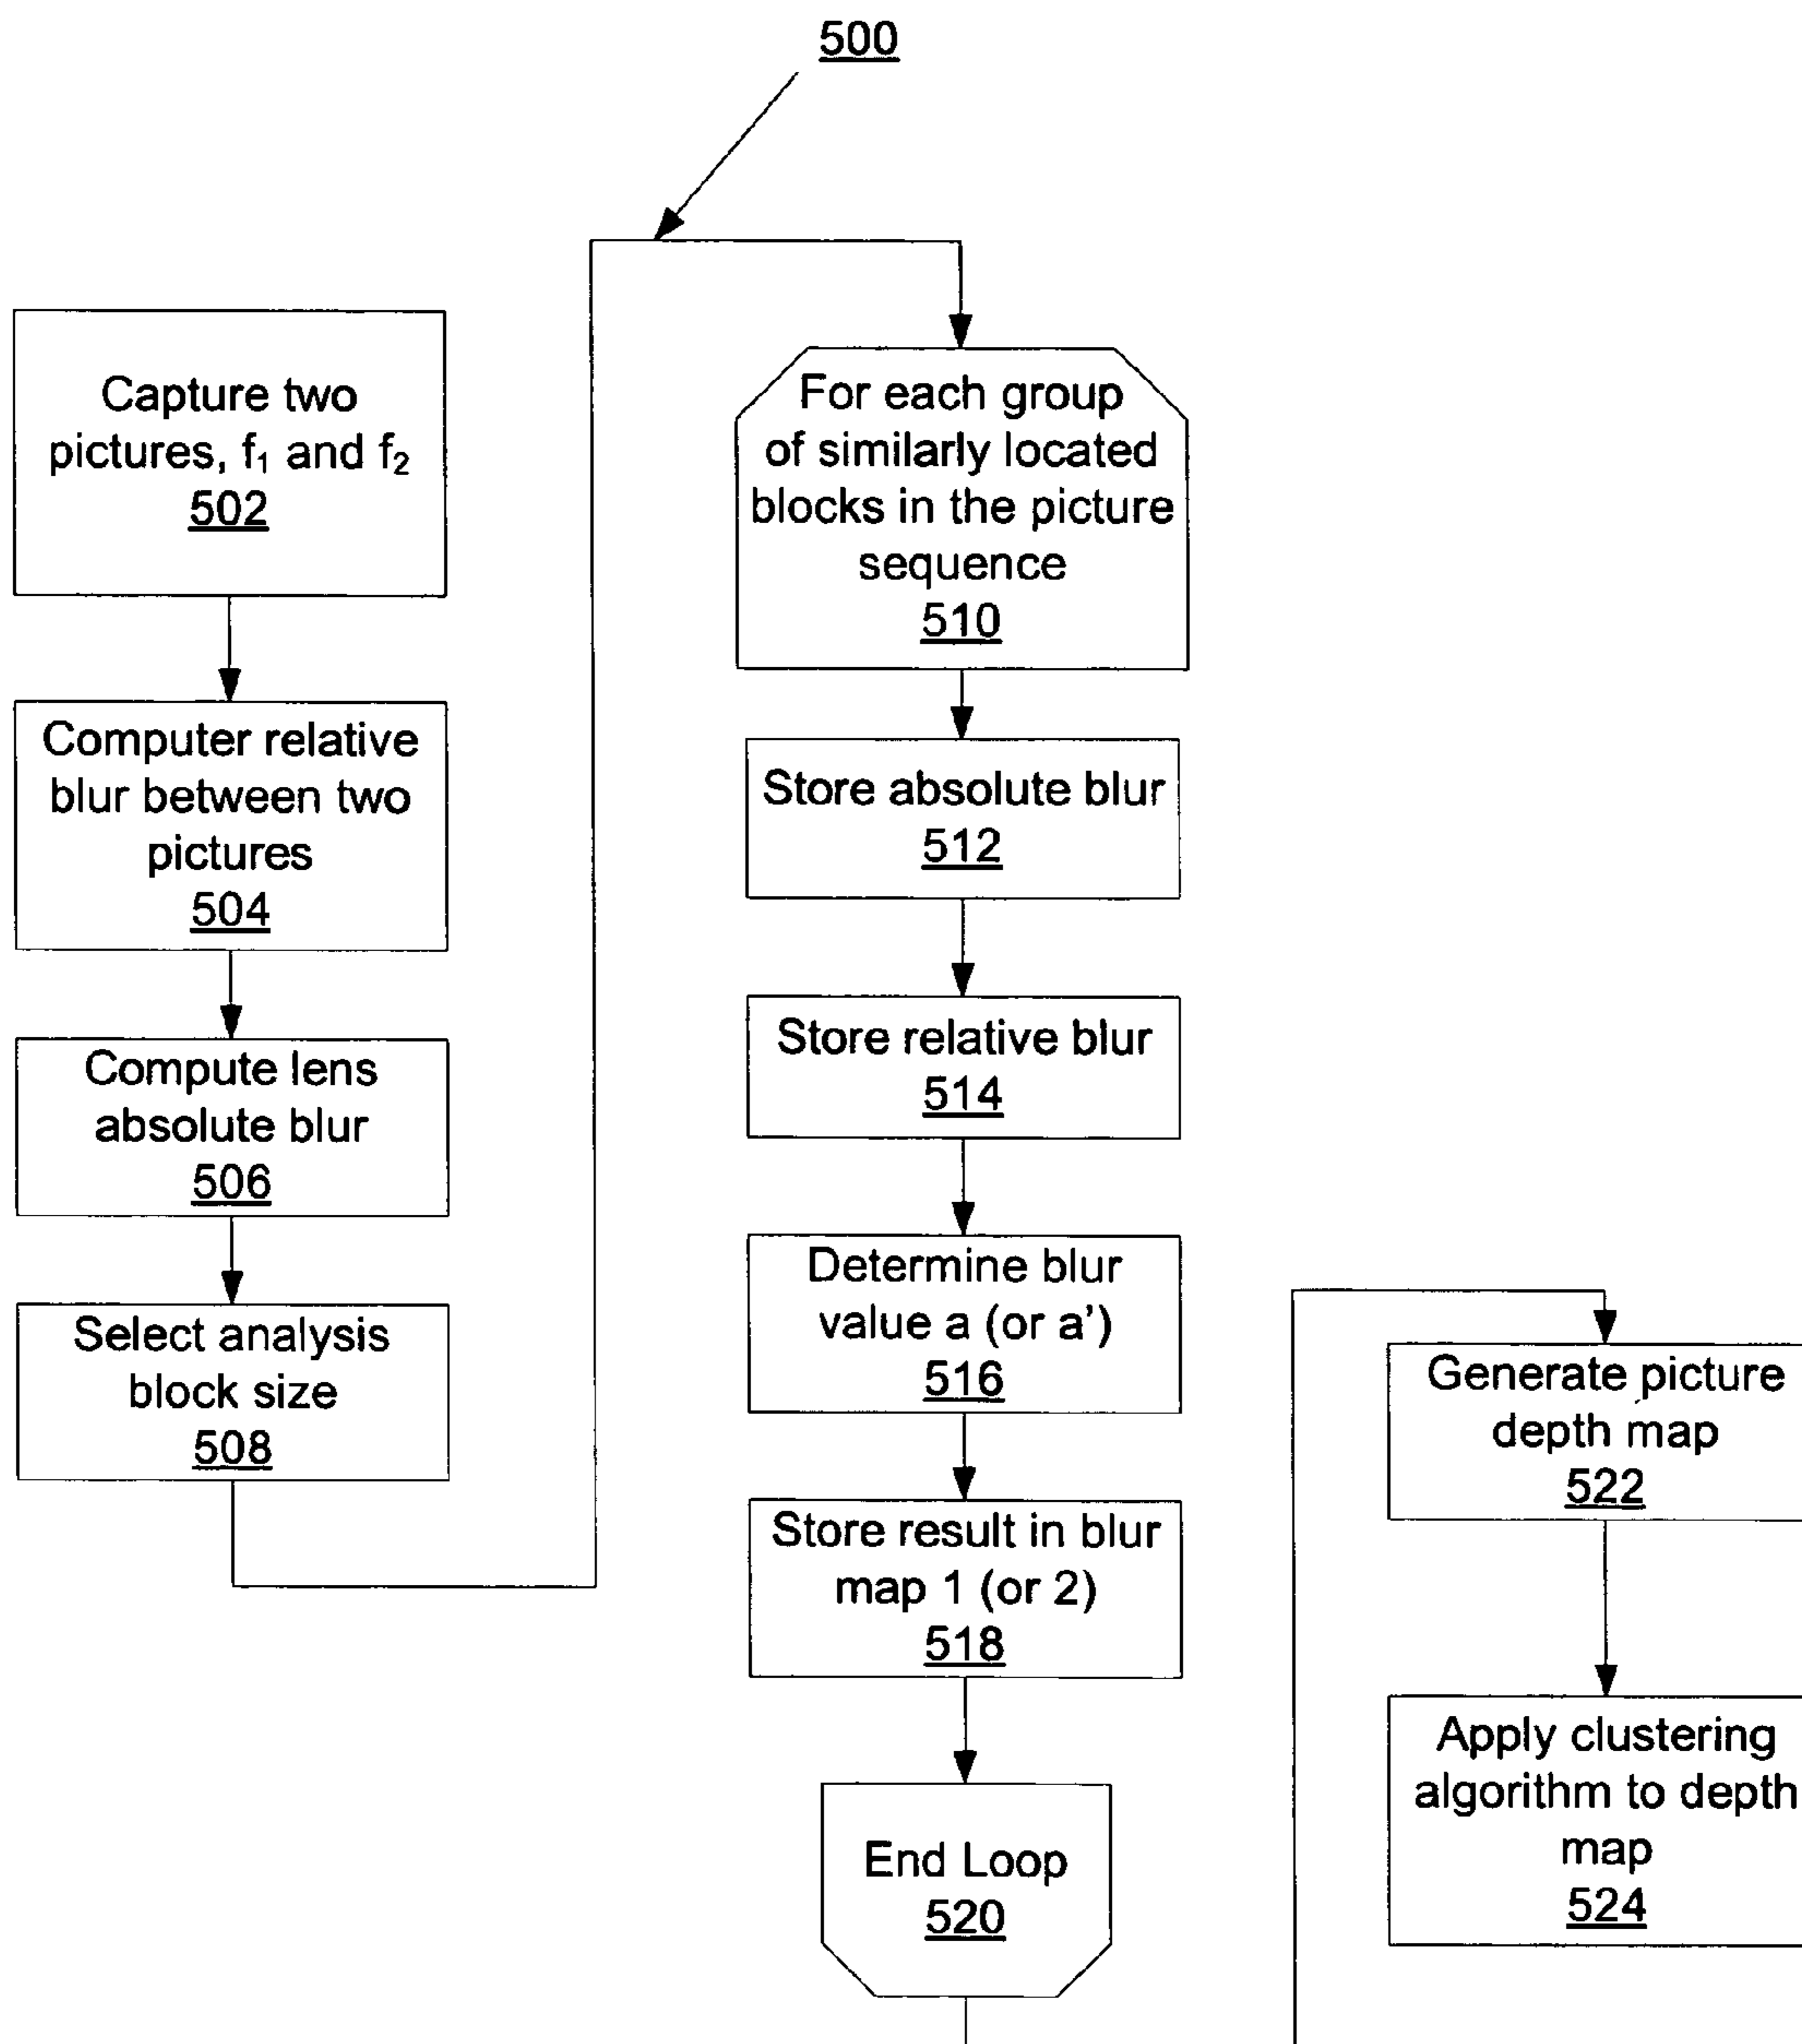 500
Capture two
pictures, f₁ and f₂
502
Computer relative
blur between two
pictures
504
Compute lens
absolute blur
506
Select analysis
block size
508
For each group
of similarly located
blocks in the picture
sequence
510
Store absolute blur
512
Store relative blur
514
Determine blur
value a (or a')
516
Store result in blur
map 1 (or 2)
518
End Loop
520
Generate picture
depth map
522
Apply clustering
algorithm to depth
map
524